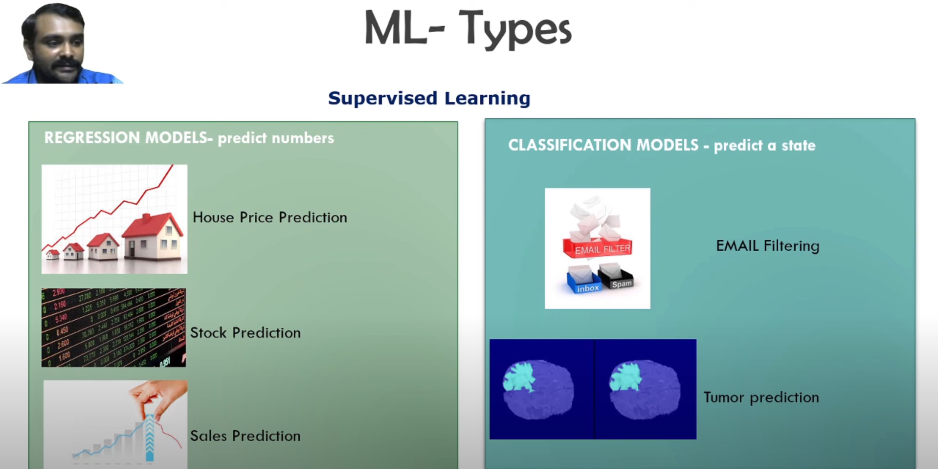 ML- Types
Supervised Learning
REGRESSION MODELS- predict numbers
House Price Prediction
Stock Prediction
Sales Prediction
CLASSIFICATION MODELS - predict a state
EMAIL FILTER
inbox
Spam
EMAIL Filtering
Tumor prediction